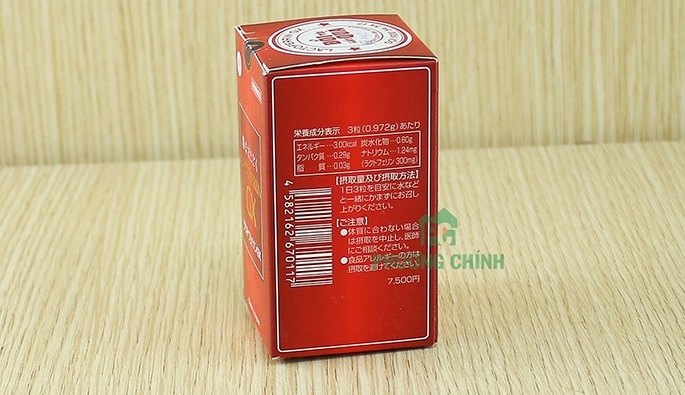 LACTOFERRIN
栄養成分表示 3粒(0.972g)あたり
エネルギー…3.00kcal 炭水化物…0.60g
タンパク質…0.29g ナトリウム…1.24mg
脂 質…0.03g (ラクトフェリン 300mg)
【摂取量及び摂取方法】
1日3粒を目安に水など
と一緒にかまずにお召し
上がりください。
【ご注意】
●体質に合わない場合
は摂取を中止し、医師
にご相談ください。
●食品アレルギーの方は
摂取を避けてください。
7,500円
4 582162 670117
CHÍNH